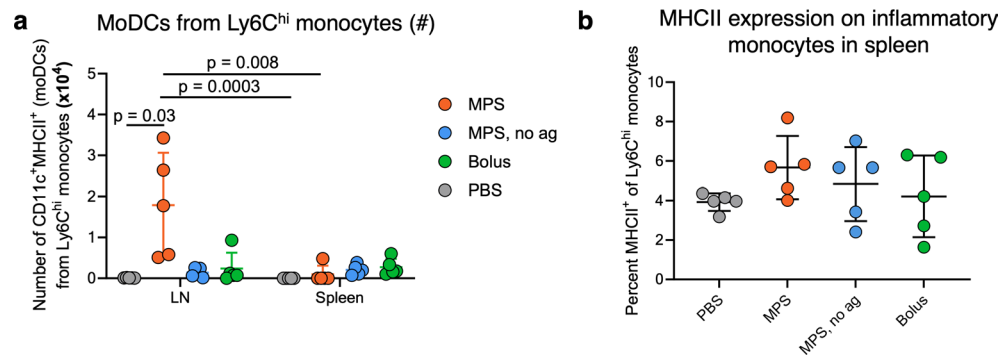 a
MoDCs from Ly6Cʰⁱ monocytes (#)
Number of CD11c⁺MHCII⁺ (moDCs)
from Ly6Cʰⁱ monocytes (x10⁴)
5
4
3
2
1
0
p = 0.008
p = 0.0003
p = 0.03
LN
Spleen
MPS
MPS, no ag
Bolus
PBS
b
MHCII expression on inflammatory
monocytes in spleen
Percent MHCII⁺ of Ly6Cʰⁱ monocytes
10
8
6
4
2
0
PBS
MPS
MPS, no ag
Bolus